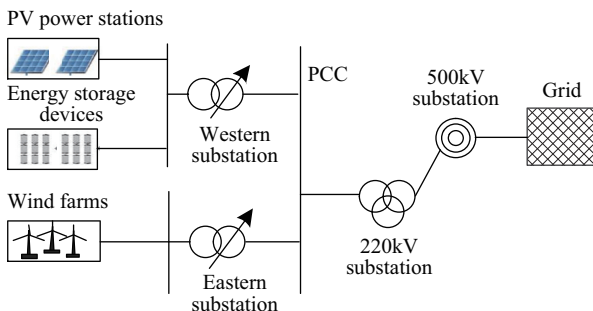 PV power stations
Energy storage
devices
Wind farms
Western
substation
Eastern
substation
PCC
220kV
substation
500kV
substation
Grid